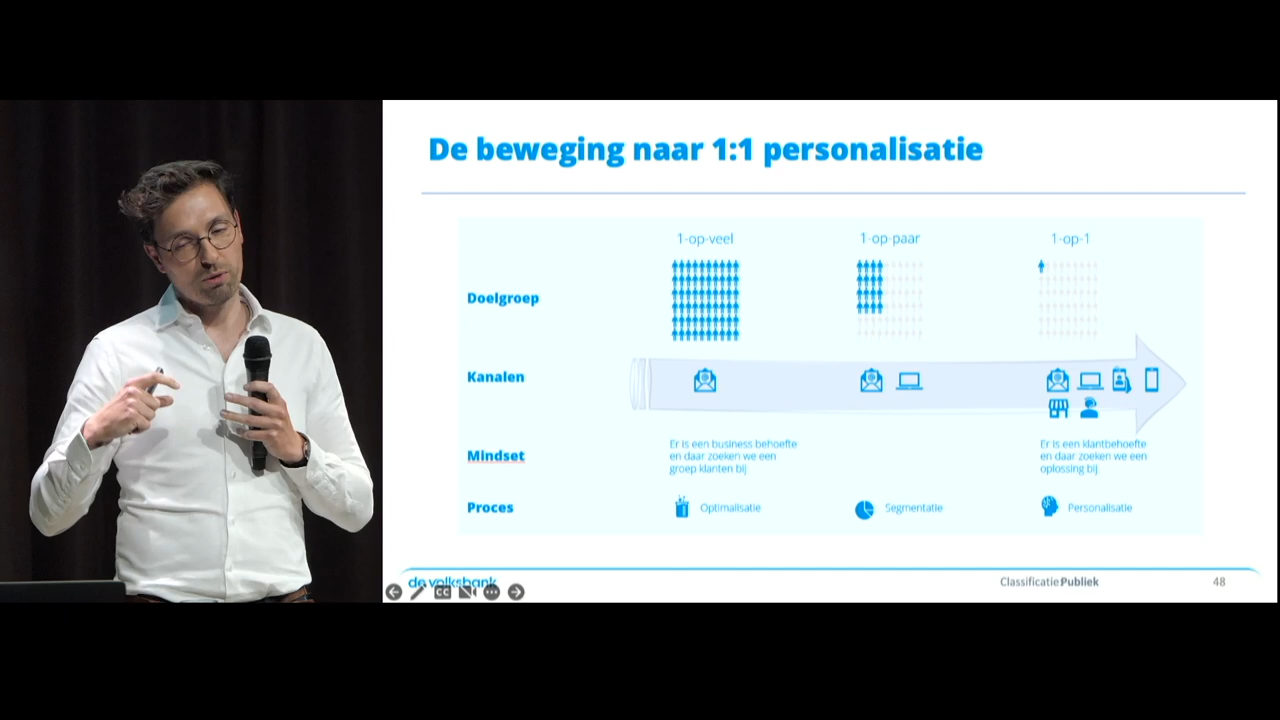 De beweging naar 1:1 personalisatie
1-op-veel
1-op-paar
1-op-1
Doelgroep
Kanalen
Mindset
Er is een business behoefte
en daar zoeken we een
groep klanten bij
Er is een klantbehoefte
en daar zoeken we een
oplossing bij
Proces
Optimalisatie
Segmentatie
Personalisatie
de volksbank
CC
Classificatie Publiek
48